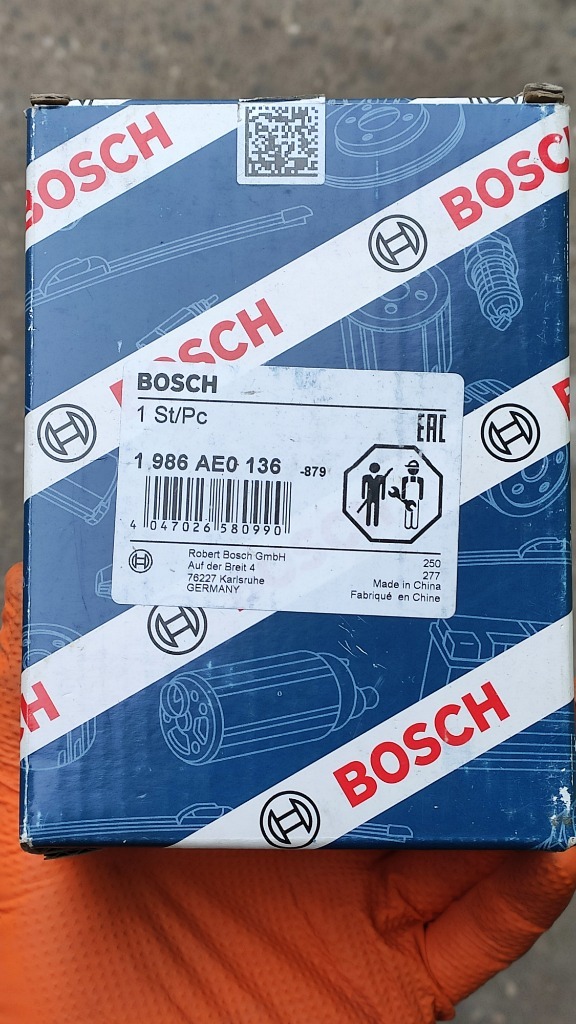 BOSCH
BOSCH
BOSCH
BOSCH
1 St/Pc
EAC
1 986 AE0 136 -879
4 047026 580990
Robert Bosch GmbH
Auf der Breit 4
76227 Karlsruhe
GERMANY
250
277
Made in China
Fabriqué en Chine
BOSCH